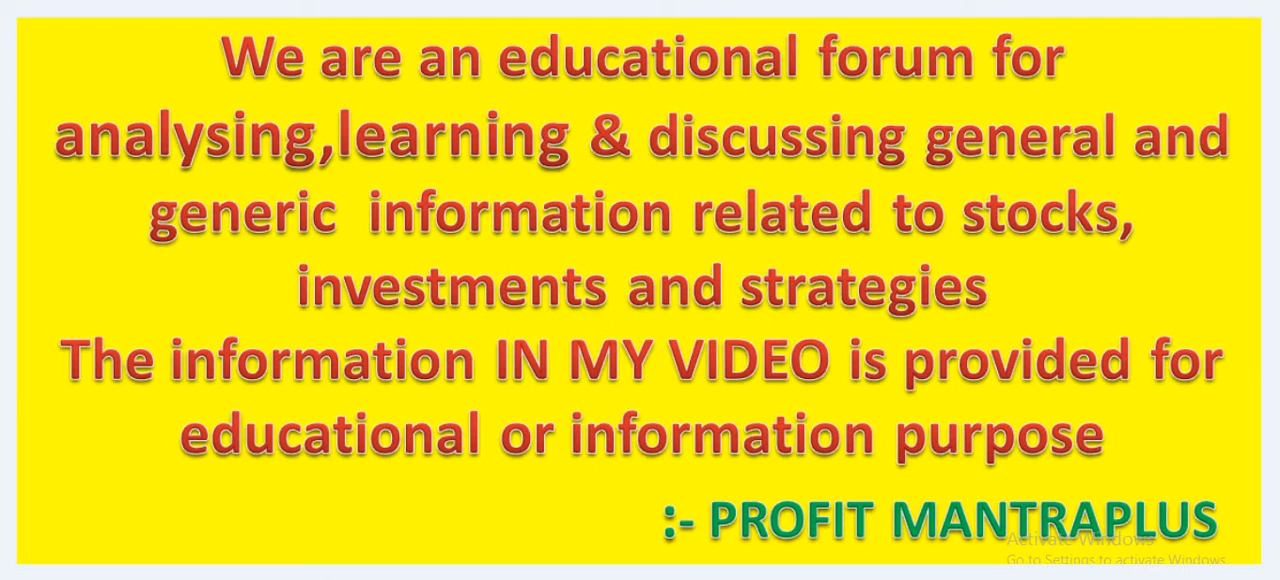 We are an educational forum for
analysing,learning & discussing general and
generic information related to stocks,
investments and strategies
The information IN MY VIDEO is provided for
educational or information purpose
:- PROFIT MANTRAPLUS
Activate Windows
Go to Settings to activate Windows.